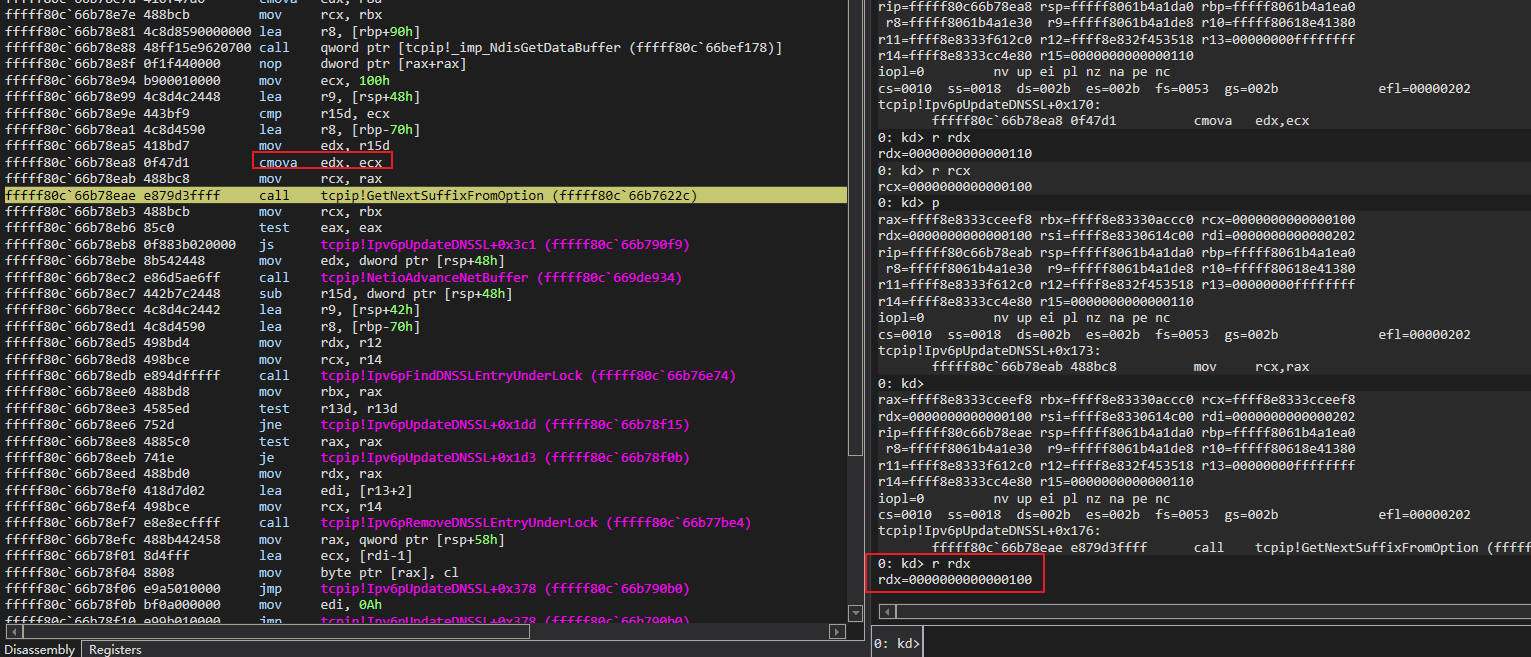 fffff80c`66b78e7e 488bcb mov rcx, rbx
fffff80c`66b78e81 4c8d8590000000 lea r8, [rbp+90h]
fffff80c`66b78e88 48ff15e9620700 call qword ptr [tcpip!_imp_NdisGetDataBuffer (fffff80c`66bef178)]
fffff80c`66b78e8f 0f1f440000 nop dword ptr [rax+rax]
fffff80c`66b78e94 b900010000 mov ecx, 100h
fffff80c`66b78e99 4c8d4c2448 lea r9, [rsp+48h]
fffff80c`66b78e9e 443bf9 cmp r15d, ecx
fffff80c`66b78ea1 4c8d4590 lea r8, [rbp-70h]
fffff80c`66b78ea5 418bd7 mov edx, r15d
fffff80c`66b78ea8 0f47d1 cmova edx, ecx
fffff80c`66b78eab 488bc8 mov rcx, rax
fffff80c`66b78eae e879d3ffff call tcpip!GetNextSuffixFromOption (fffff80c`66b7622c)
fffff80c`66b78eb3 488bcb mov rcx, rbx
fffff80c`66b78eb6 85c0 test eax, eax
fffff80c`66b78eb8 0f883b020000 js tcpip!Ipv6pUpdateDNSSL+0x3c1 (fffff80c`66b790f9)
fffff80c`66b78ebe 8b542448 mov edx, dword ptr [rsp+48h]
fffff80c`66b78ec2 e86d5ae6ff call tcpip!NetioAdvanceNetBuffer (fffff80c`669de934)
fffff80c`66b78ec7 442b7c2448 sub r15d, dword ptr [rsp+48h]
fffff80c`66b78ecc 4c8d4c2442 lea r9, [rsp+42h]
fffff80c`66b78ed1 4c8d4590 lea r8, [rbp-70h]
fffff80c`66b78ed5 498bd4 mov rdx, r12
fffff80c`66b78ed8 498bce mov rcx, r14
fffff80c`66b78edb e894dfffff call tcpip!Ipv6pFindDNSSLEntryUnderLock (fffff80c`66b76e74)
fffff80c`66b78ee0 488bd8 mov rbx, rax
fffff80c`66b78ee3 4585ed test r13d, r13d
fffff80c`66b78ee6 752d jne tcpip!Ipv6pUpdateDNSSL+0x1dd (fffff80c`66b78f15)
fffff80c`66b78ee8 4885c0 test rax, rax
fffff80c`66b78eeb 741e je tcpip!Ipv6pUpdateDNSSL+0x1d3 (fffff80c`66b78f0b)
fffff80c`66b78eed 488bd0 mov rdx, rax
fffff80c`66b78ef0 418d7d02 lea edi, [r13+2]
fffff80c`66b78ef4 498bce mov rcx, r14
fffff80c`66b78ef7 e8e8ecffff call tcpip!Ipv6pRemoveDNSSLEntryUnderLock (fffff80c`66b77be4)
fffff80c`66b78efc 488b442458 mov rax, qword ptr [rsp+58h]
fffff80c`66b78f01 8d4fff lea ecx, [rdi-1]
fffff80c`66b78f04 8808 mov byte ptr [rax], cl
fffff80c`66b78f06 e9a5010000 jmp tcpip!Ipv6pUpdateDNSSL+0x378 (fffff80c`66b790b0)
fffff80c`66b78f0b bf0a000000 mov edi, 0Ah
Disassembly Registers
rip=fffff80c66b78ea8 rsp=fffff8061b4a1da0 rbp=fffff8061b4a1ea0
r8=fffff8061b4a1e30 r9=fffff8061b4a1de8 r10=fffff80618e41380
r11=ffff8e8333f612c0 r12=ffff8e832f453518 r13=00000000ffffffff
r14=ffff8e8333cc4e80 r15=0000000000000110
iopl=0 nv up ei pl nz na pe nc
cs=0010 ss=0018 ds=002b es=002b fs=0053 gs=002b efl=00000202
tcpip!Ipv6pUpdateDNSSL+0x170:
fffff80c`66b78ea8 0f47d1 cmova edx,ecx
0: kd> r rdx
rdx=0000000000000110
0: kd> r rcx
rcx=0000000000000100
0: kd> p
rax=ffff8e8333cceef8 rbx=ffff8e83330accc0 rcx=0000000000000100
rdx=0000000000000100 rsi=ffff8e8330614c00 rdi=0000000000000202
rip=fffff80c66b78eab rsp=fffff8061b4a1da0 rbp=fffff8061b4a1ea0
r8=fffff8061b4a1e30 r9=fffff8061b4a1de8 r10=fffff80618e41380
r11=ffff8e8333f612c0 r12=ffff8e832f453518 r13=00000000ffffffff
r14=ffff8e8333cc4e80 r15=0000000000000110
iopl=0 nv up ei pl nz na pe nc
cs=0010 ss=0018 ds=002b es=002b fs=0053 gs=002b efl=00000202
tcpip!Ipv6pUpdateDNSSL+0x173:
fffff80c`66b78eab 488bc8 mov rcx,rax
0: kd>
rax=ffff8e8333cceef8 rbx=ffff8e83330accc0 rcx=ffff8e8333cceef8
rdx=0000000000000100 rsi=ffff8e8330614c00 rdi=0000000000000202
rip=fffff80c66b78eae rsp=fffff8061b4a1da0 rbp=fffff8061b4a1ea0
r8=fffff8061b4a1e30 r9=fffff8061b4a1de8 r10=fffff80618e41380
r11=ffff8e8333f612c0 r12=ffff8e832f453518 r13=00000000ffffffff
r14=ffff8e8333cc4e80 r15=0000000000000110
iopl=0 nv up ei pl nz na pe nc
cs=0010 ss=0018 ds=002b es=002b fs=0053 gs=002b efl=00000202
tcpip!Ipv6pUpdateDNSSL+0x176:
fffff80c`66b78eae e879d3ffff call tcpip!GetNextSuffixFromOption (fffff
0: kd> r rdx
rdx=0000000000000100
0: kd>